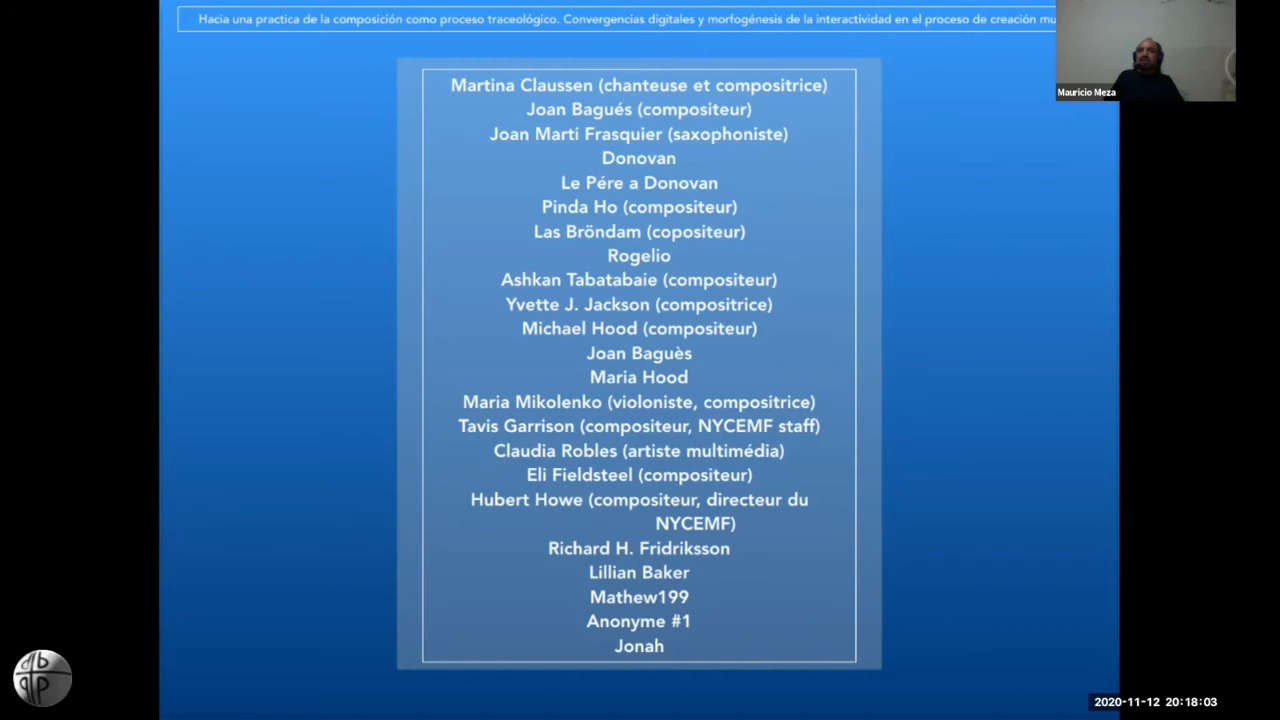 Hacia una practica de la composición como proceso traceológico. Convergencias digitales y morfogénesis de la interactividad en el proceso de creación mu
Mauricio Meza
Martina Claussen (chanteuse et compositrice)
Joan Bagués (compositeur)
Joan Marti Frasquier (saxophoniste)
Donovan
Le Pére a Donovan
Pinda Ho (compositeur)
Las Bröndam (copositeur)
Rogelio
Ashkan Tabatabaie (compositeur)
Yvette J. Jackson (compositrice)
Michael Hood (compositeur)
Joan Baguès
Maria Hood
Maria Mikolenko (violoniste, compositrice)
Tavis Garrison (compositeur, NYCEMF staff)
Claudia Robles (artiste multimédia)
Eli Fieldsteel (compositeur)
Hubert Howe (compositeur, directeur du
NYCEMF)
Richard H. Fridriksson
Lillian Baker
Mathew199
Anonyme #1
Jonah
2020-11-12 20:18:03